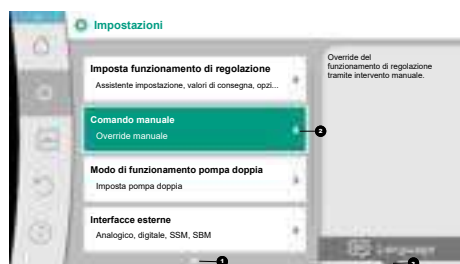 Impostazioni
Imposta funzionamento di regolazione
Assistente impostazione, valori di consegna, opzi...
Comando manuale
Override manuale
Modo di funzionamento pompa doppia
Imposta pompa doppia
Interfacce esterne
Analogico, digitale, SSM, SBM
Override del
funzionamento di regolazione
tramite intervento manuale.
2
1